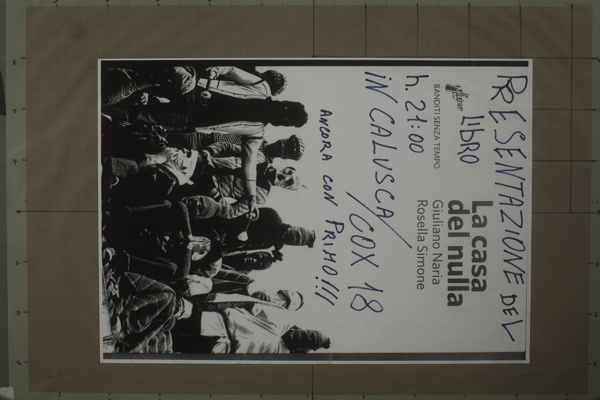 PRESENTAZIONE DEL
LIBRO
La casa
del nulla
Giuliano Naria
Rosella Simone
BANDITI SENZA TEMPO
h. 21:00
IN CALUSCA/COX 18
ANCORA CON PRIMO!!!